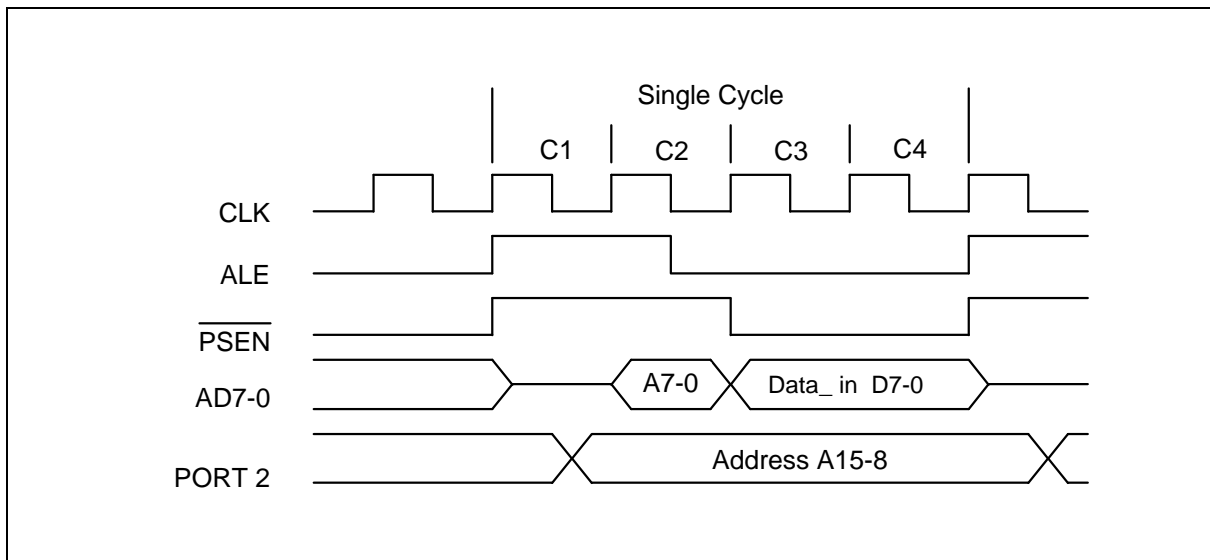 Single Cycle
C1 C2 C3 C4
CLK
ALE
PSEN
AD7-0 A7-0 Data_ in D7-0
PORT 2 Address A15-8